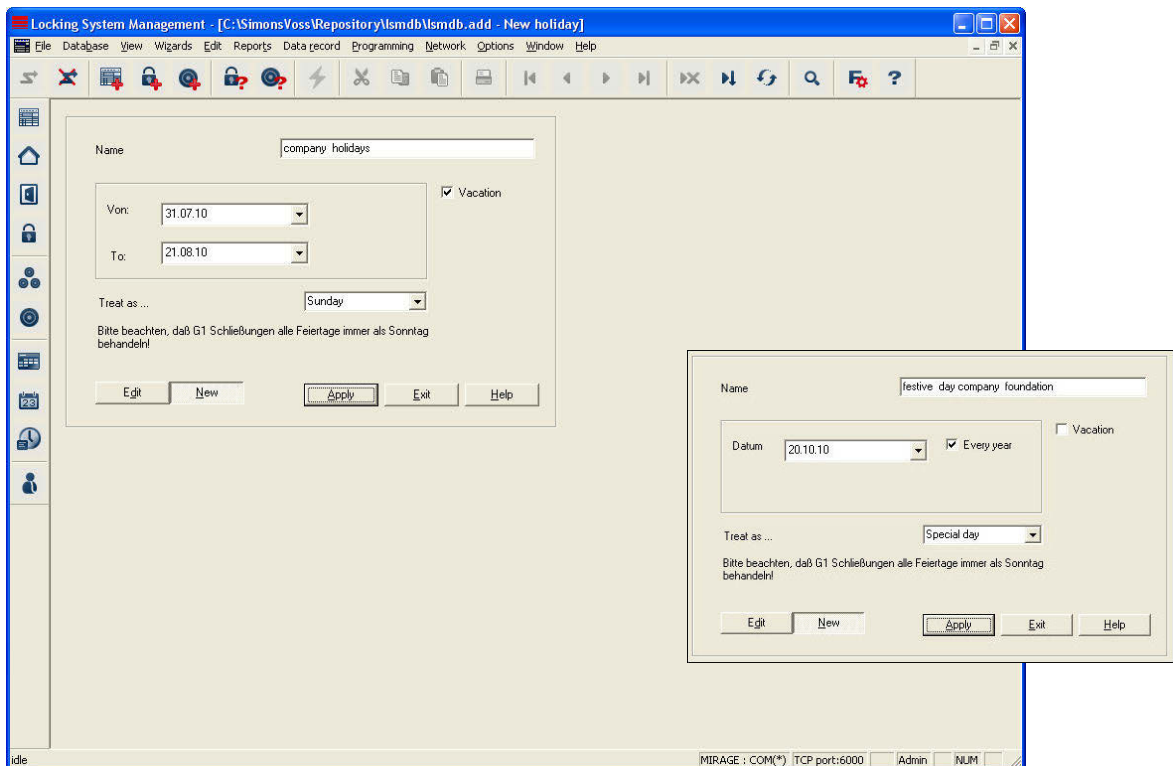 Locking System Management - [C:\SimonsVoss\Repository\lsmdb\lsmdb.add - New holiday]
File Database View Wizards Edit Reports Data record Programming Network Options Window Help
Name company holidays
Vacation
Von: 31.07.10
To: 21.08.10
Treat as ... Sunday
Bitte beachten, daß G1 Schließungen alle Feiertage immer als Sonntag
behandeln!
Edit New Apply Exit Help
Name festive day company foundation
Vacation
Datum 20.10.10 Every year
Treat as ... Special day
Bitte beachten, daß G1 Schließungen alle Feiertage immer als Sonntag
behandeln!
Edit New Apply Exit Help
idle MIRAGE : COM(*) TCP port:6000 Admin NUM